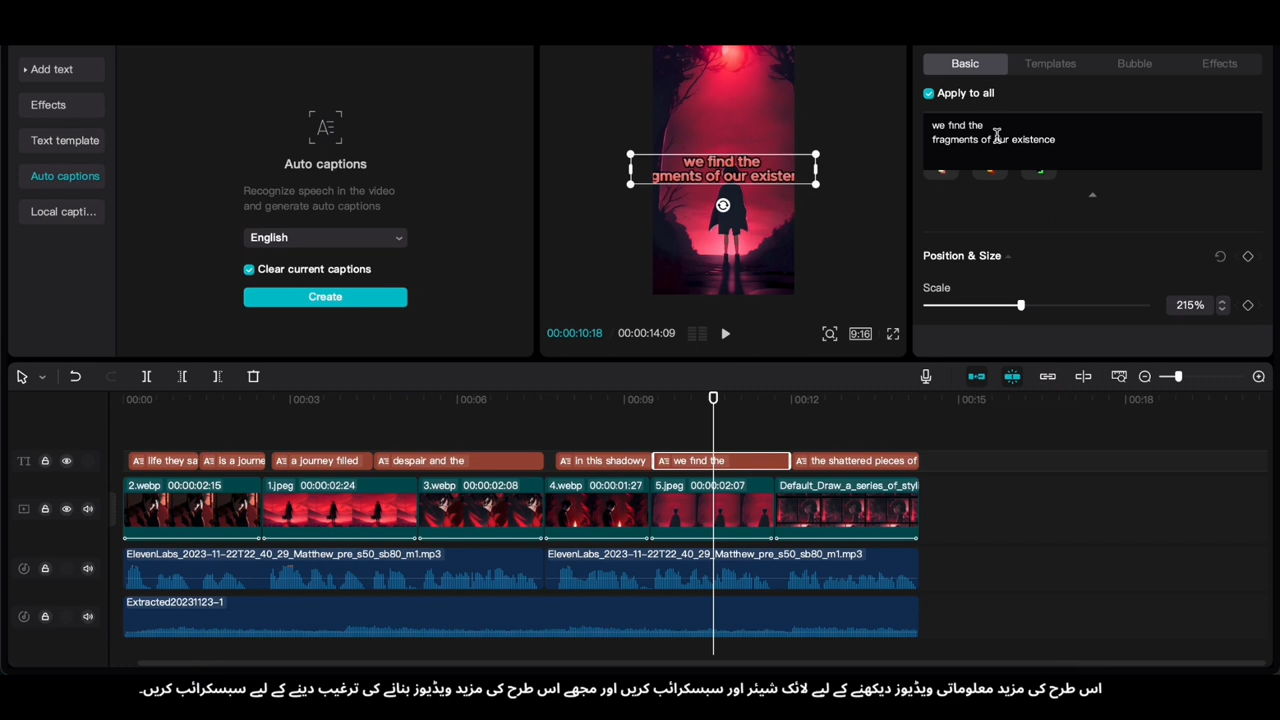 Add text
Effects
Text template
Auto captions
Local capti...
Auto captions
Recognize speech in the video
and generate auto captions
English
Clear current captions
Create
we find the
gments of our existen
00:00:10:18
00:00:14:09
9:16
Basic
Templates
Bubble
Effects
Apply to all
we find the
fragments of our existence
Position & Size
Scale
215%
00:00
00:03
00:06
00:09
00:12
00:15
00:18
life they sa
is a journe
a journey filled
despair and the
in this shadowy
we find the
the shattered pieces of
2.webp 00:00:02:15
1.jpeg 00:00:02:24
3.webp 00:00:02:08
4.webp 00:00:01:27
5.jpeg 00:00:02:07
Default_Draw_a_series_of_styl
ElevenLabs_2023-11-22T22_40_29_Matthew_pre_s50_sb80_m1.mp3
ElevenLabs_2023-11-22T22_40_29_Matthew_pre_s50_sb80_m1.mp3
Extracted20231123-1
اس طرح کی مزید معلوماتی ویڈیوز دیکھنے کے لیے لائک شیئر اور سبسکرائب کریں اور مجھے اس طرح کی مزید ویڈیوز بنانے کی ترغیب دینے کے لیے سبسکرائب کریں۔